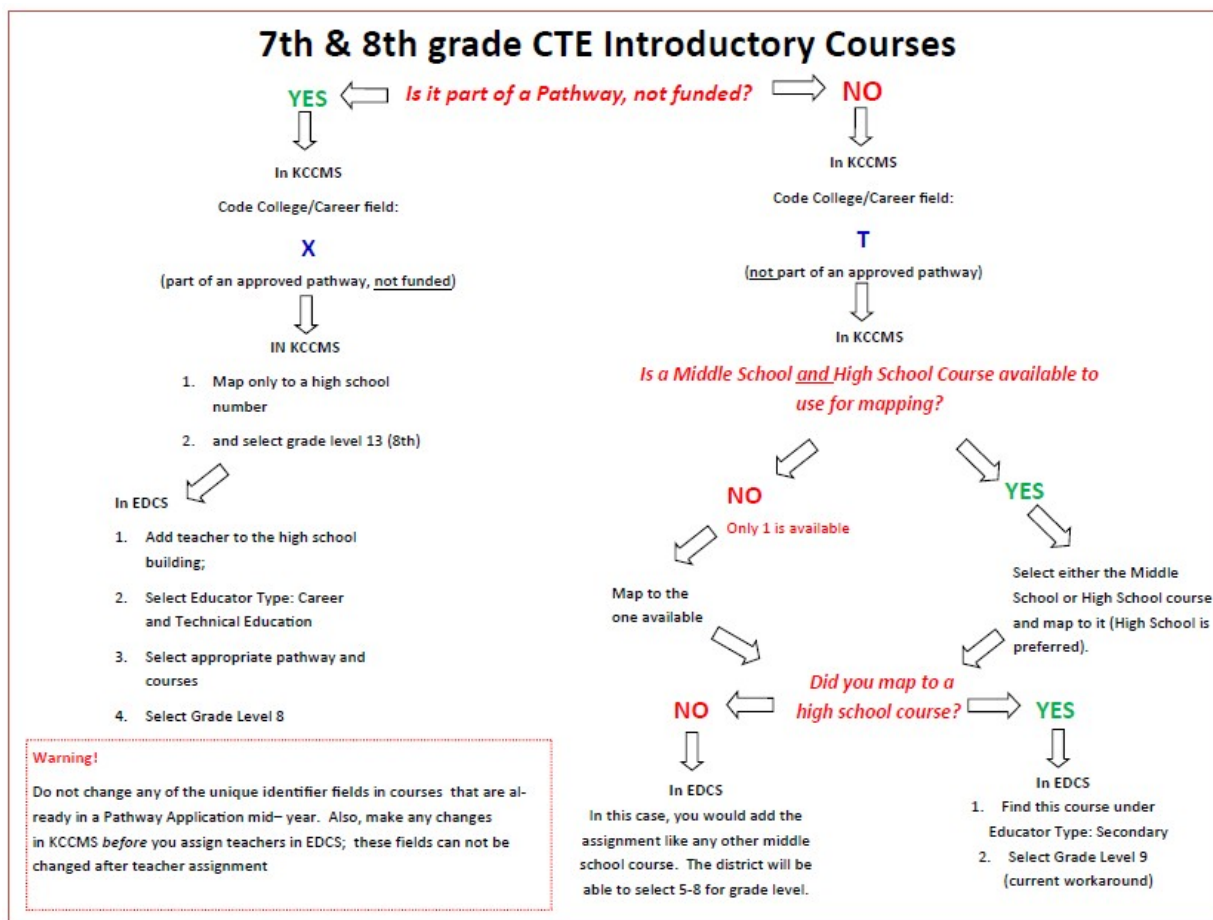 7th & 8th grade CTE Introductory Courses
YES
Is it part of a Pathway, not funded?
NO
In KCCMS
Code College/Career field:
X
(part of an approved pathway, not funded)
IN KCCMS
1. Map only to a high school
number
2. and select grade level 13 (8th)
In EDCS
1. Add teacher to the high school
building;
2. Select Educator Type: Career
and Technical Education
3. Select appropriate pathway and
courses
4. Select Grade Level 8
Warning!
Do not change any of the unique identifier fields in courses that are al-
ready in a Pathway Application mid– year. Also, make any changes
in KCCMS before you assign teachers in EDCS; these fields can not be
changed after teacher assignment
In KCCMS
Code College/Career field:
T
(not part of an approved pathway)
In KCCMS
Is a Middle School and High School Course available to
use for mapping?
NO
Only 1 is available
Map to the
one available
YES
Select either the Middle
School or High School course
and map to it (High School is
preferred).
Did you map to a
high school course?
NO
In EDCS
In this case, you would add the
assignment like any other middle
school course. The district will be
able to select 5-8 for grade level.
YES
In EDCS
1. Find this course under
Educator Type: Secondary
2. Select Grade Level 9
(current workaround)